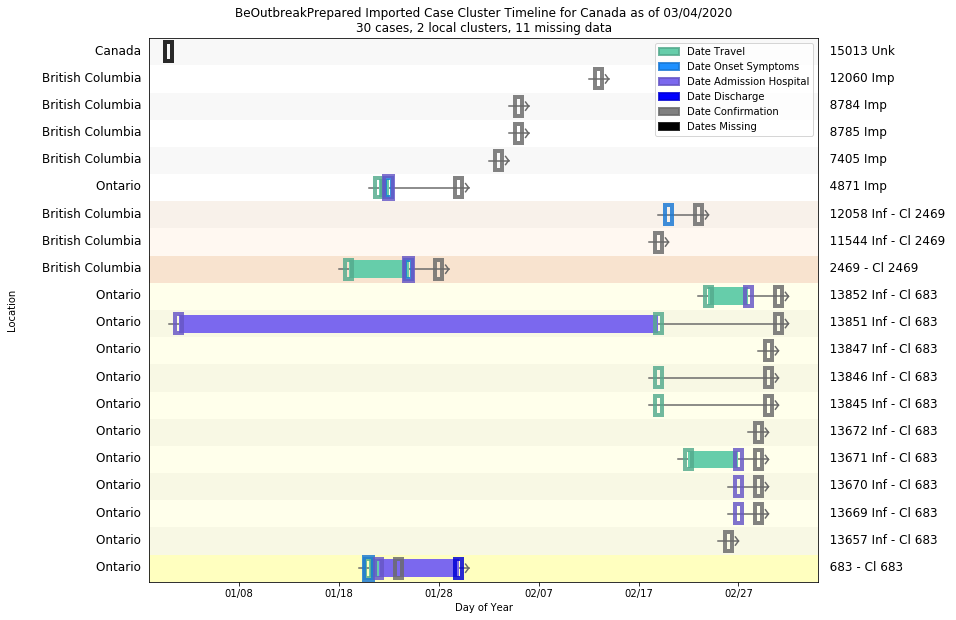 BeOutbreakPrepared Imported Case Cluster Timeline for Canada as of 03/04/2020
30 cases, 2 local clusters, 11 missing data
Canada 15013 Unk
British Columbia 12060 Imp
British Columbia 8784 Imp
British Columbia 8785 Imp
British Columbia 7405 Imp
Ontario 4871 Imp
British Columbia 12058 Inf - Cl 2469
British Columbia 11544 Inf - Cl 2469
British Columbia 2469 - Cl 2469
Ontario 13852 Inf - Cl 683
Ontario 13851 Inf - Cl 683
Ontario 13847 Inf - Cl 683
Ontario 13846 Inf - Cl 683
Ontario 13845 Inf - Cl 683
Ontario 13672 Inf - Cl 683
Ontario 13671 Inf - Cl 683
Ontario 13670 Inf - Cl 683
Ontario 13669 Inf - Cl 683
Ontario 13657 Inf - Cl 683
Ontario 683 - Cl 683
Date Travel
Date Onset Symptoms
Date Admission Hospital
Date Discharge
Date Confirmation
Dates Missing
Location
01/08 01/18 01/28 02/07 02/17 02/27
Day of Year